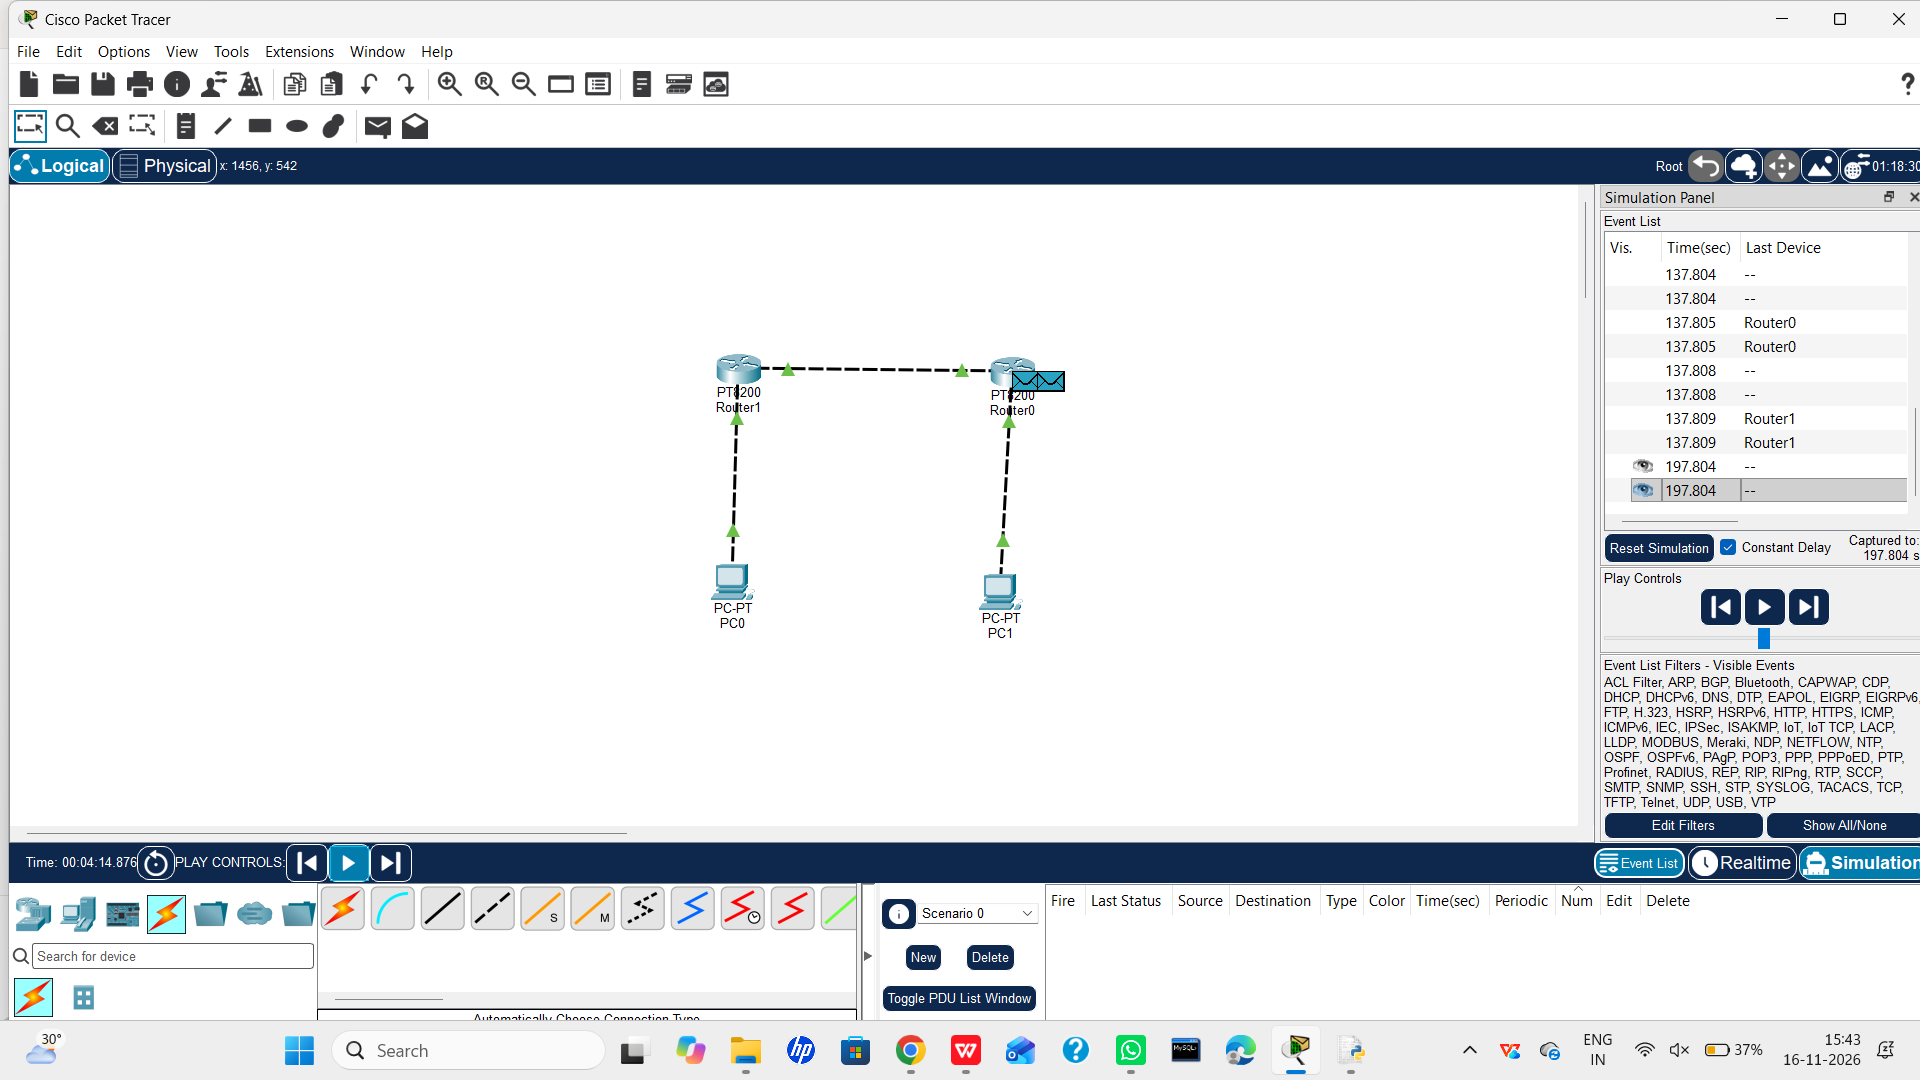 Cisco Packet Tracer
File Edit Options View Tools Extensions Window Help
Logical Physical x: 1456, y: 542 Root 01:18:30
Simulation Panel
Event List
Vis. Time(sec) Last Device
137.804 --
137.804 --
137.805 Router0
137.805 Router0
137.808 --
137.808 --
137.809 Router1
137.809 Router1
197.804 --
197.804 --
Reset Simulation Constant Delay Captured to:
197.804 s
Play Controls
Event List Filters - Visible Events
ACL Filter, ARP, BGP, Bluetooth, CAPWAP, CDP,
DHCP, DHCPv6, DNS, DTP, EAPOL, EIGRP, EIGRPv6,
FTP, H.323, HSRP, HSRPv6, HTTP, HTTPS, ICMP,
ICMPv6, IEC, IPSec, ISAKMP, IoT, IoT TCP, LACP,
LLDP, MODBUS, Meraki, NDP, NETFLOW, NTP,
OSPF, OSPFv6, PAgP, POP3, PPP, PPPoED, PTP,
Profinet, RADIUS, REP, RIP, RIPng, RTP, SCCP,
SMTP, SNMP, SSH, STP, SYSLOG, TACACS, TCP,
TFTP, Telnet, UDP, USB, VTP
Edit Filters Show All/None
PT8200
Router1
PT8200
Router0
PC-PT
PC0
PC-PT
PC1
Time: 00:04:14.876 PLAY CONTROLS: Event List Realtime Simulation
S M
Search for device
Automatically Choose Connection Type
Scenario 0
New Delete
Toggle PDU List Window
Fire Last Status Source Destination Type Color Time(sec) Periodic Num Edit Delete
30°
Search
ENG
IN
37%
15:43
16-11-2026